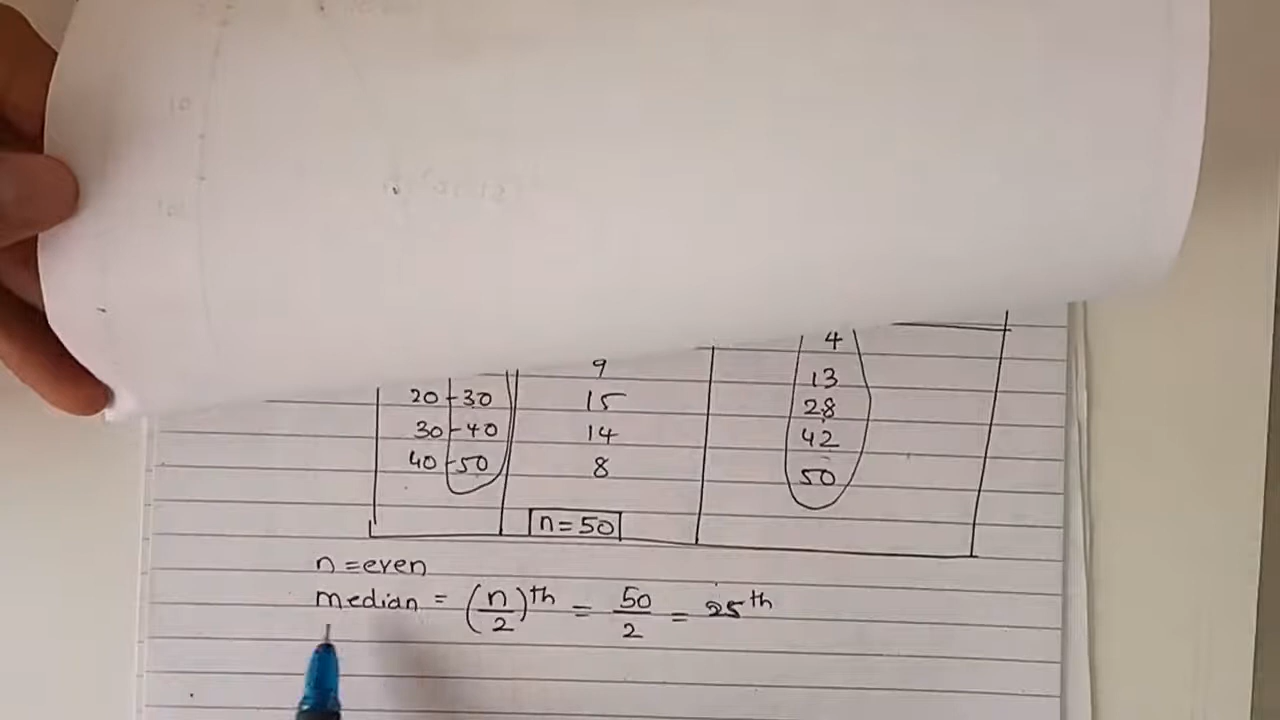 4
9 13
20-30 15 28
30-40 14 42
40-50 8 50
n=50
n=even
median = (n/2)th = 50/2 = 25th